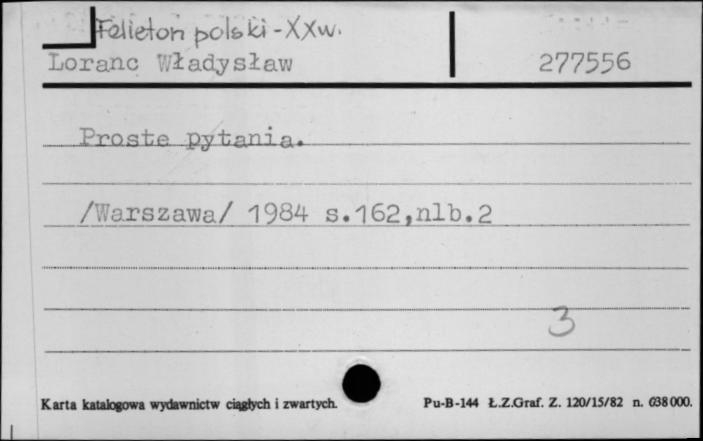 Felieton polski - XXw.
Loranc Władysław 277556
Proste pytania.
/Warszawa/ 1984 s.162,nlb.2
3
Karta katalogowa wydawnictw ciągłych i zwartych. Pu-B-144 Ł.Z.Graf. Z. 120/15/82 n. 638000.